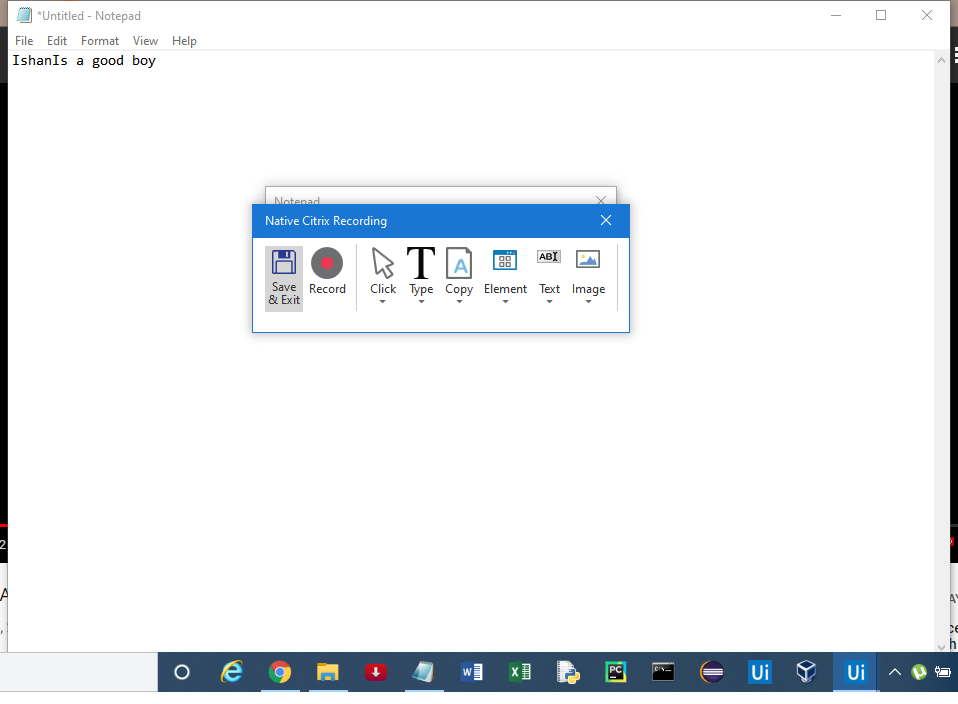 *Untitled - Notepad
File Edit Format View Help
IshanIs a good boy
Notepad
Native Citrix Recording
Save & Exit
Record
Click
Type
Copy
Element
Text
Image
A
ABI
2
A
PC
Ui
Ui